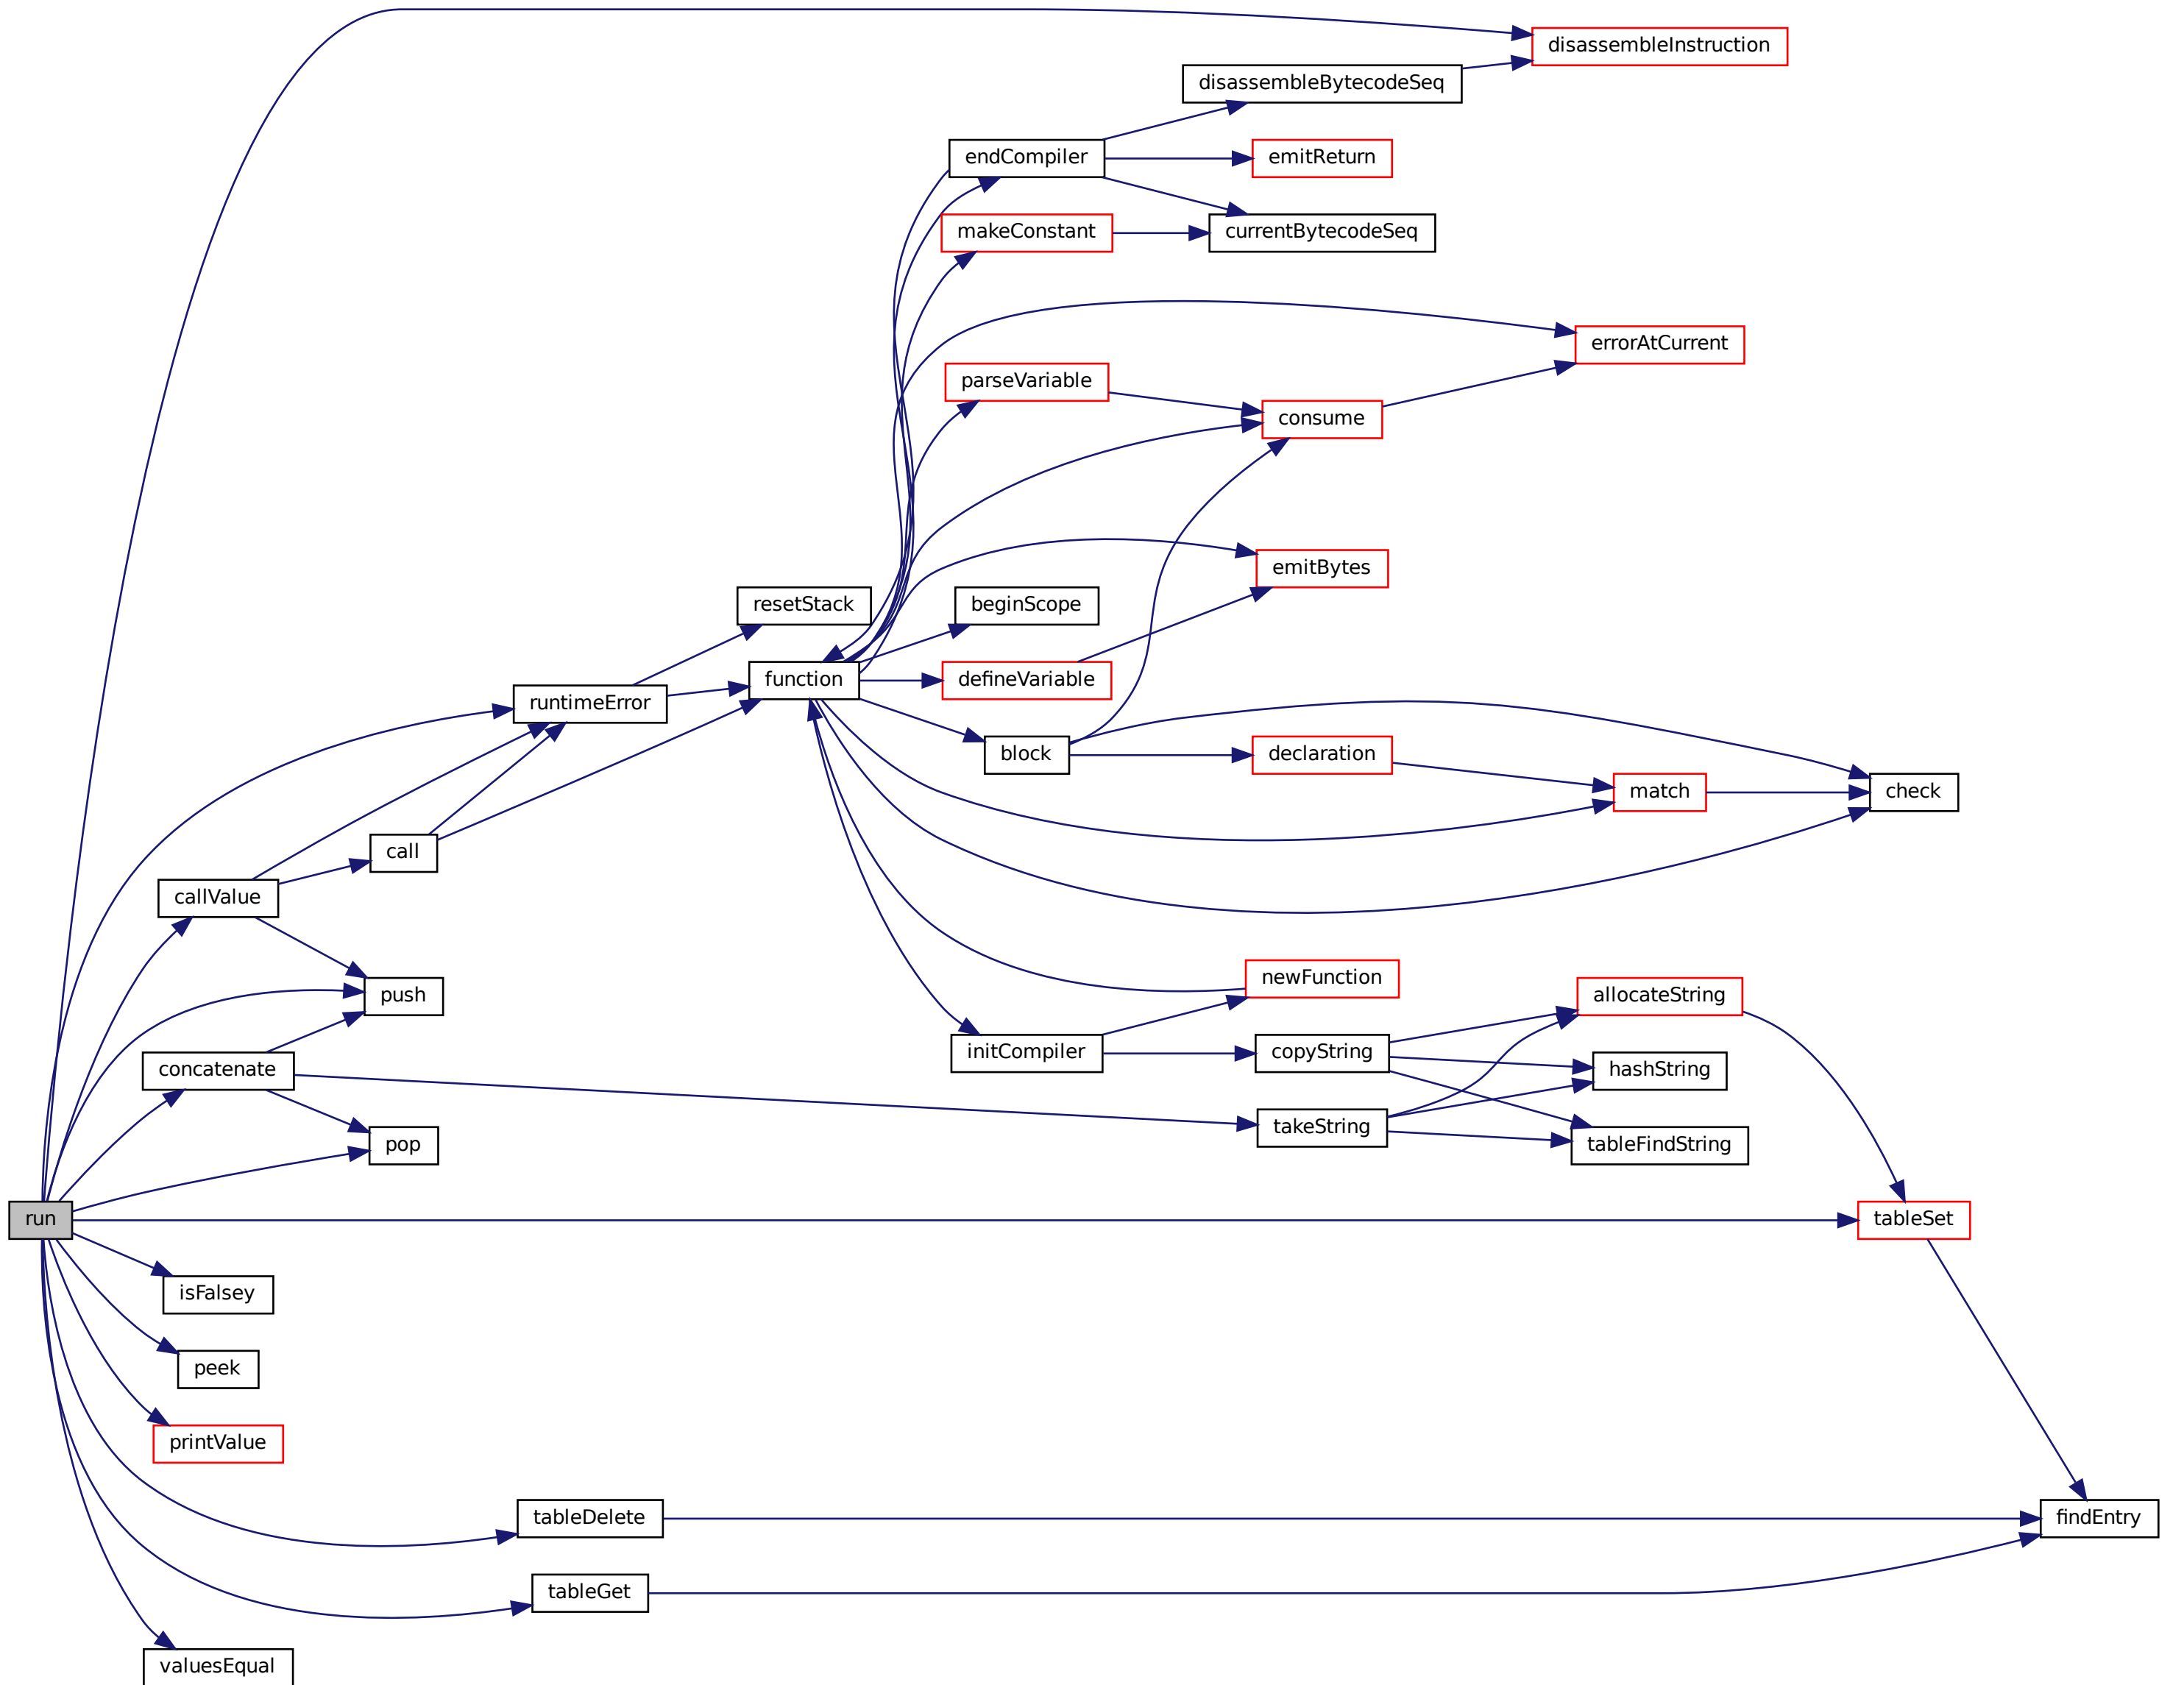 disassembleInstruction
disassembleBytecodeSeq
endCompiler
emitReturn
makeConstant
currentBytecodeSeq
errorAtCurrent
parseVariable
consume
emitBytes
resetStack
beginScope
function
defineVariable
runtimeError
block
declaration
match
check
call
callValue
newFunction
push
allocateString
initCompiler
copyString
concatenate
hashString
takeString
pop
tableFindString
run
tableSet
isFalsey
peek
printValue
tableDelete
findEntry
tableGet
valuesEqual